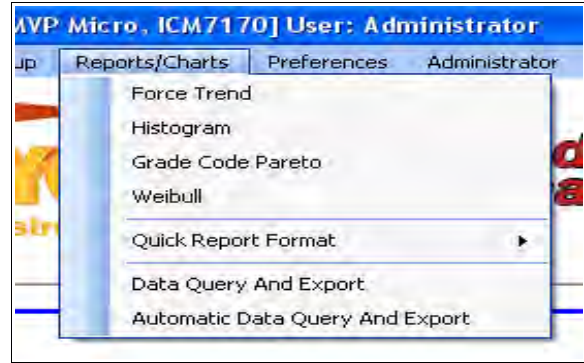 MVP Micro, ICM7170] User: Administrator
up Reports/Charts Preferences Administrator
Force Trend
Histogram
Grade Code Pareto
Weibull
Quick Report Format
Data Query And Export
Automatic Data Query And Export